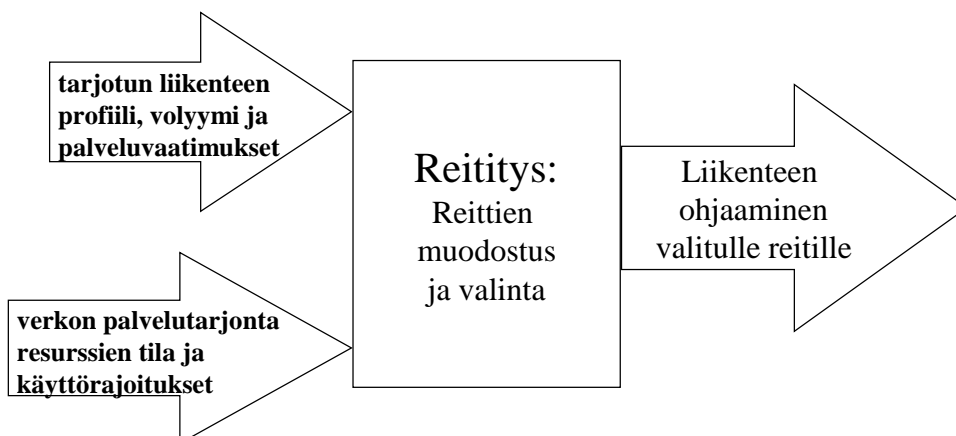 tarjotun liikenteen
profiili, volyymi ja
palveluvaatimukset
verkon palvelutarjonta
resurssien tila ja
käyttörajoitukset
Reititys:
Reittien
muodostus
ja valinta
Liikenteen
ohjaaminen
valitulle reitille